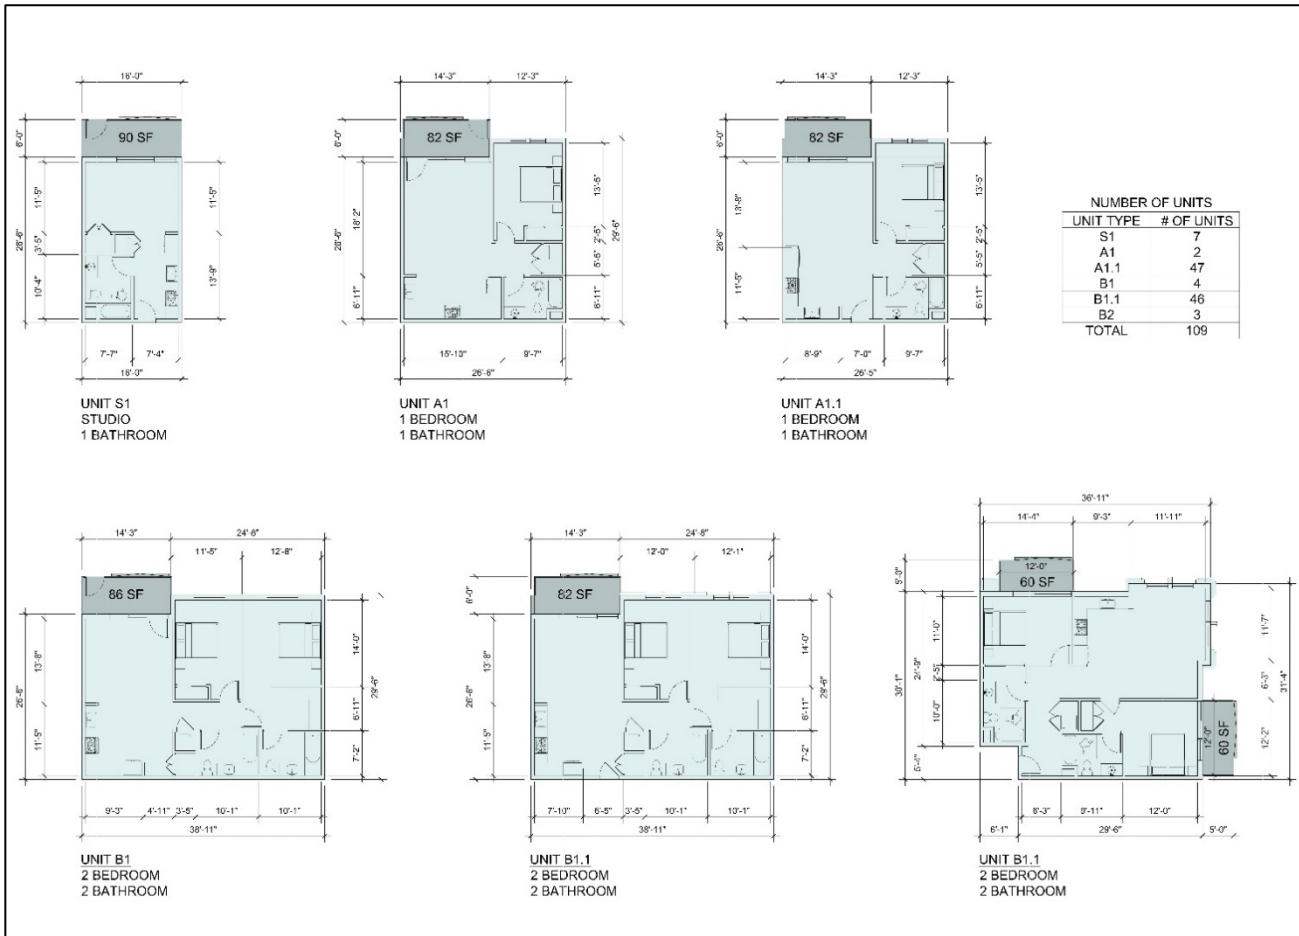 16'-0"
6'-0"
90 SF
11'-5"
11'-5"
3'-5"
28'-6"
10'-4"
13'-9"
7'-7" 7'-4"
16'-0"
UNIT S1
STUDIO
1 BATHROOM
14'-3" 12'-3"
6'-0"
82 SF
13'-5"
18'-2"
28'-6"
2'-5"
29'-6"
5'-5"
6'-11"
6'-11"
15'-10" 9'-7"
26'-6"
UNIT A1
1 BEDROOM
1 BATHROOM
14'-3" 12'-3"
6'-0"
82 SF
13'-8"
13'-5"
2'-5"
5'-5"
11'-5"
6'-11"
8'-9" 7'-0" 9'-7"
26'-5"
UNIT A1.1
1 BEDROOM
1 BATHROOM
NUMBER OF UNITS
UNIT TYPE # OF UNITS
S1 7
A1 2
A1.1 47
B1 4
B1.1 46
B2 3
TOTAL 109
14'-3" 24'-8"
12'-8"
86 SF
13'-8"
14'-0"
29'-6"
6'-11"
11'-5"
7'-2"
9'-3" 4'-11" 3'-5" 10'-1" 10'-1"
38'-11"
UNIT B1
2 BEDROOM
2 BATHROOM
14'-3" 24'-8"
12'-0" 12'-1"
6'-0"
82 SF
13'-8"
14'-0"
29'-6"
6'-11"
11'-5"
7'-2"
7'-10" 6'-5" 3'-5" 10'-1" 10'-1"
38'-11"
UNIT B1.1
2 BEDROOM
2 BATHROOM
36'-11"
14'-4" 9'-3" 11'-11"
5'-0"
12'-0"
60 SF
11'-0"
11'-7"
24'-9"
30'-1"
6'-3"
31'-4"
10'-0"
12'-0"
60 SF
12'-2"
5'-4"
6'-3" 9'-11" 12'-0"
6'-1" 29'-6" 5'-0"
UNIT B1.1
2 BEDROOM
2 BATHROOM